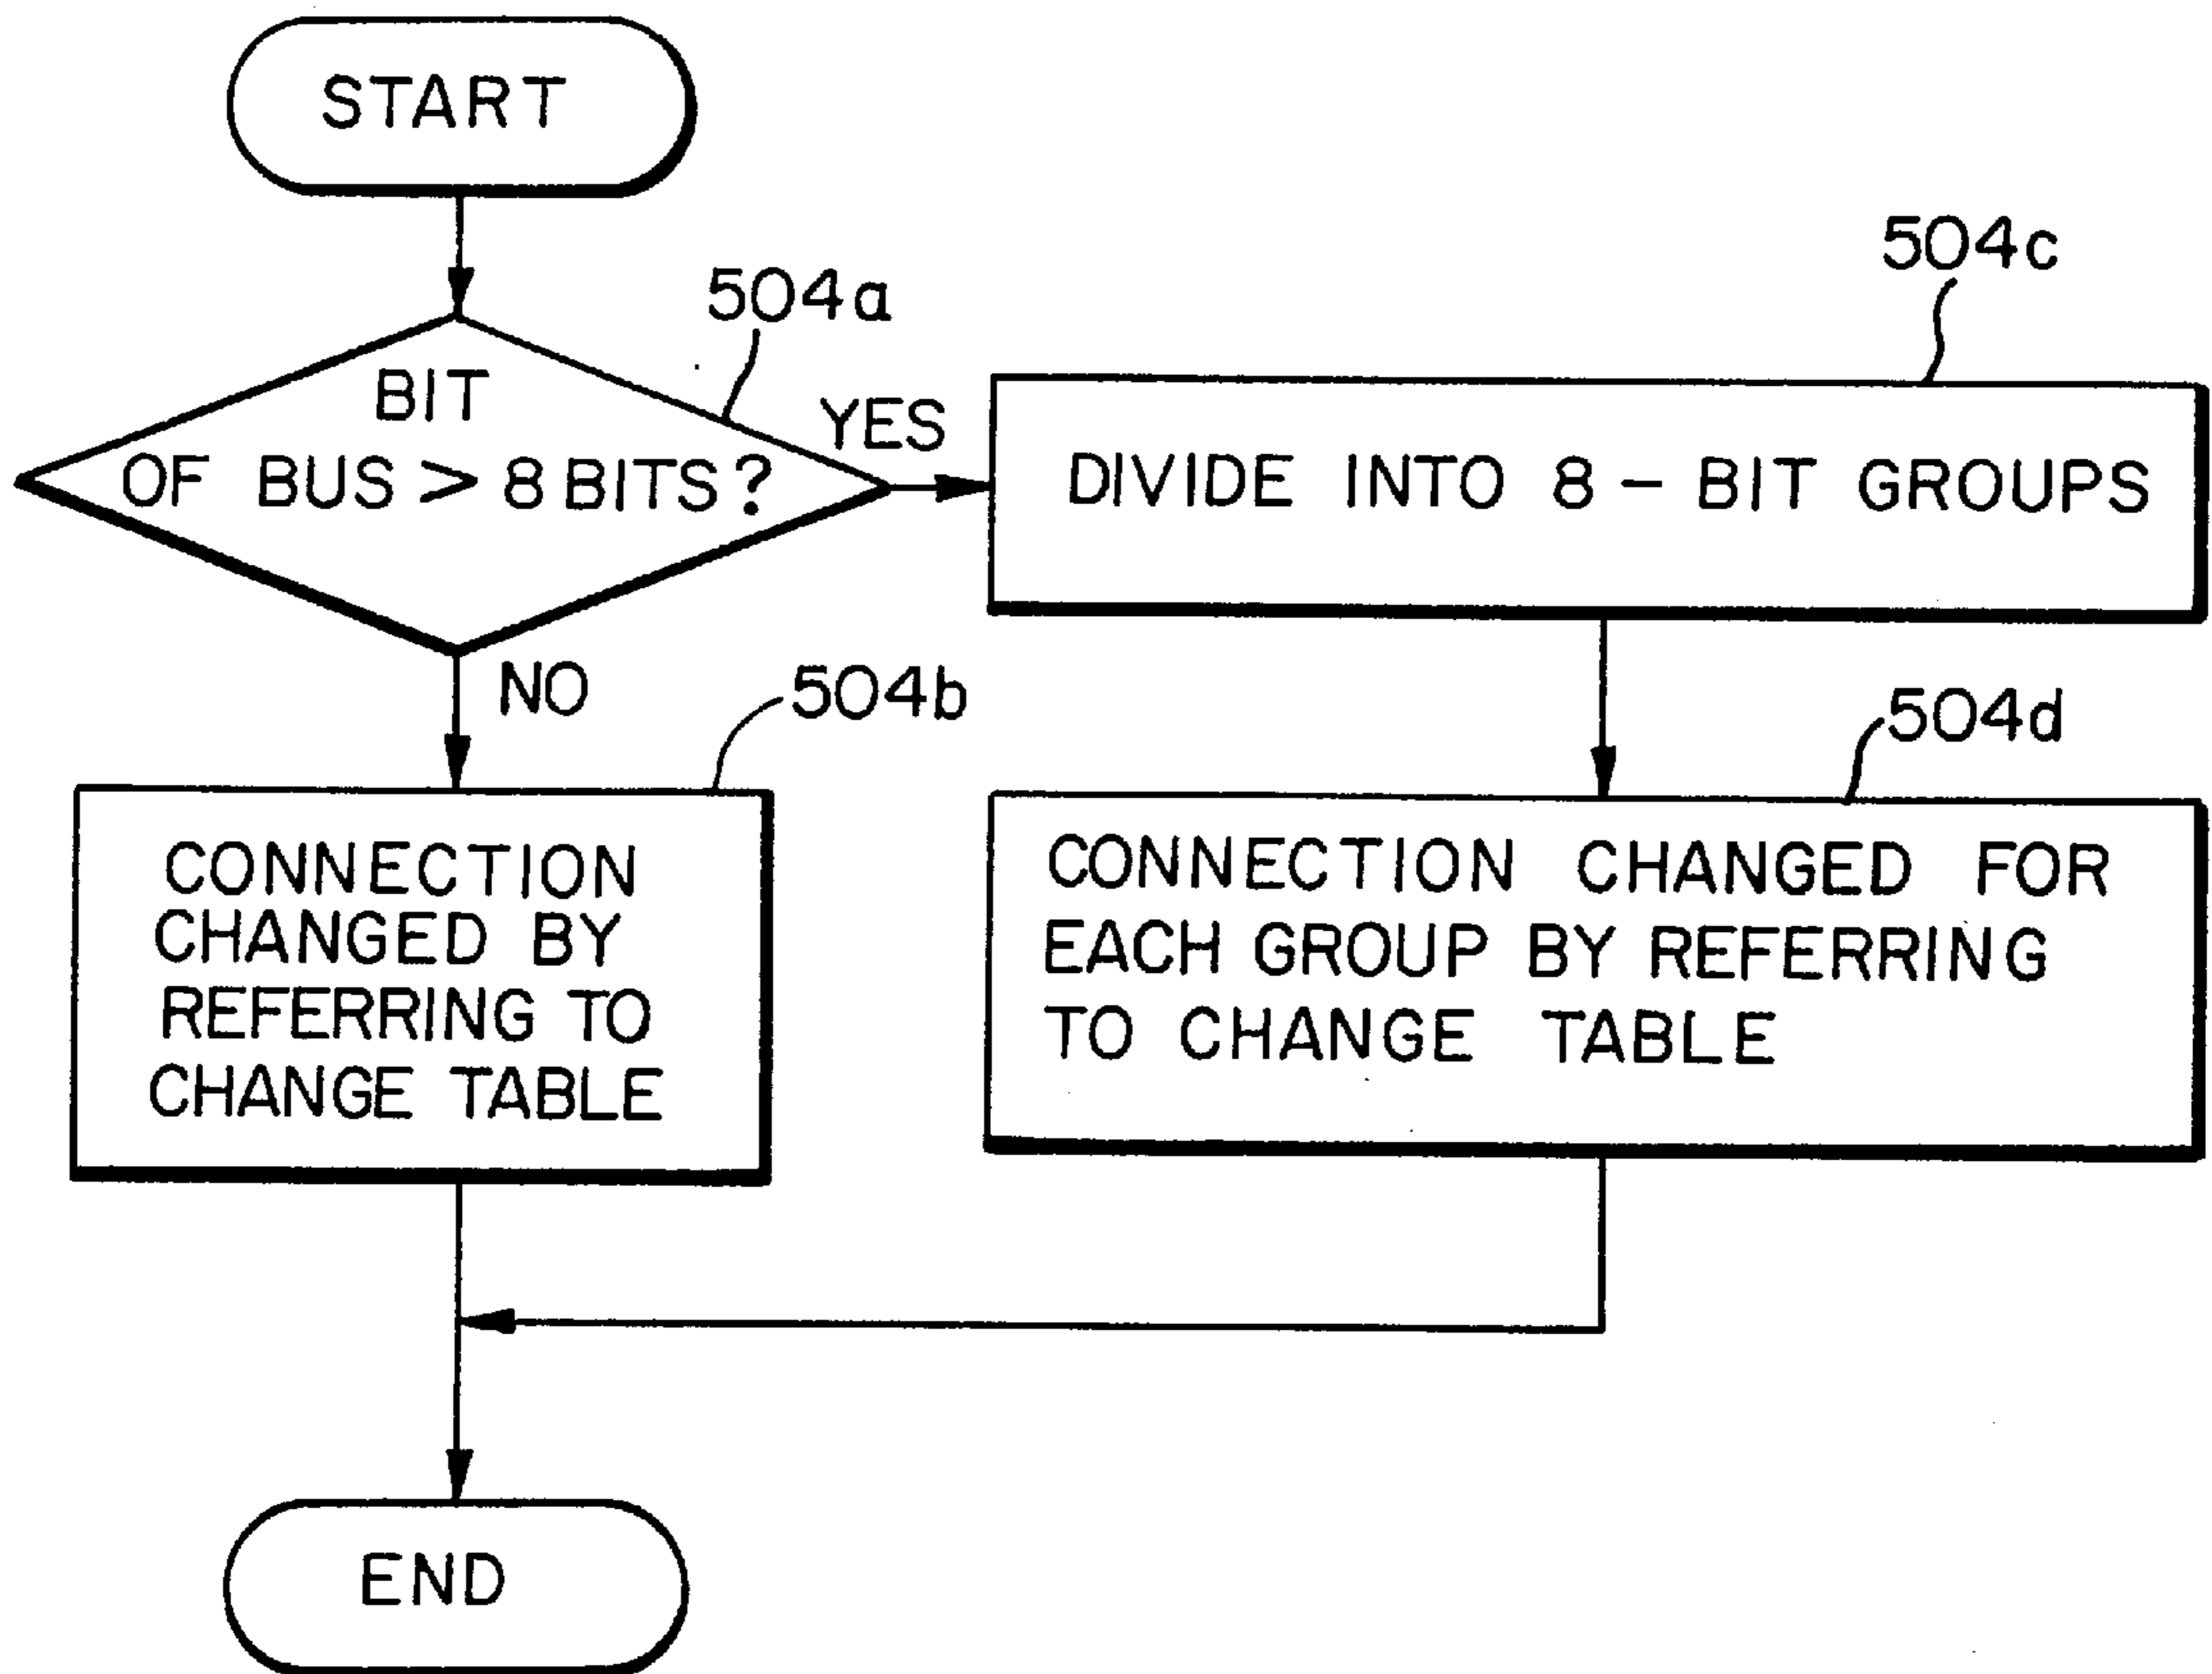 START
504a
BIT
OF BUS > 8 BITS?
YES
NO
504c
DIVIDE INTO 8 - BIT GROUPS
504b
CONNECTION
CHANGED BY
REFERRING TO
CHANGE TABLE
504d
CONNECTION CHANGED FOR
EACH GROUP BY REFERRING
TO CHANGE TABLE
END